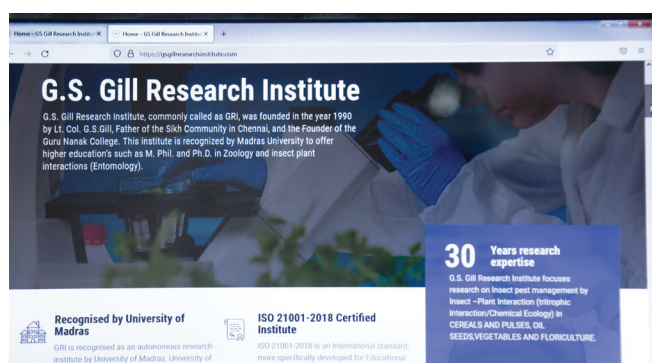 Home - GS Gill Research Institut ×
Home - GS Gill Research Institut × +
https://gsgillresearchinstitute.com
G.S. Gill Research Institute
G.S. Gill Research Institute, commonly called as GRI, was founded in the year 1990
by Lt. Col. G.S.Gill, Father of the Sikh Community in Chennai, and the Founder of the
Guru Nanak College. This institute is recognized by Madras University to offer
higher education's such as M. Phil. and Ph.D. in Zoology and insect plant
interactions (Entomology).
30 Years research
expertise
G.S. Gill Research Institute focuses
research on Insect pest management by
Insect –Plant Interaction (tritrophic
interaction/Chemical Ecology) in
CEREALS AND PULSES, OIL
SEEDS,VEGETABLES AND FLORICULTURE.
Recognised by University of
Madras
GRI is recognised as an autonomous research
institute by University of Madras. University of
ISO 21001-2018 Certified
Institute
ISO 21001-2018 is an International standard,
more specifically developed for Educational